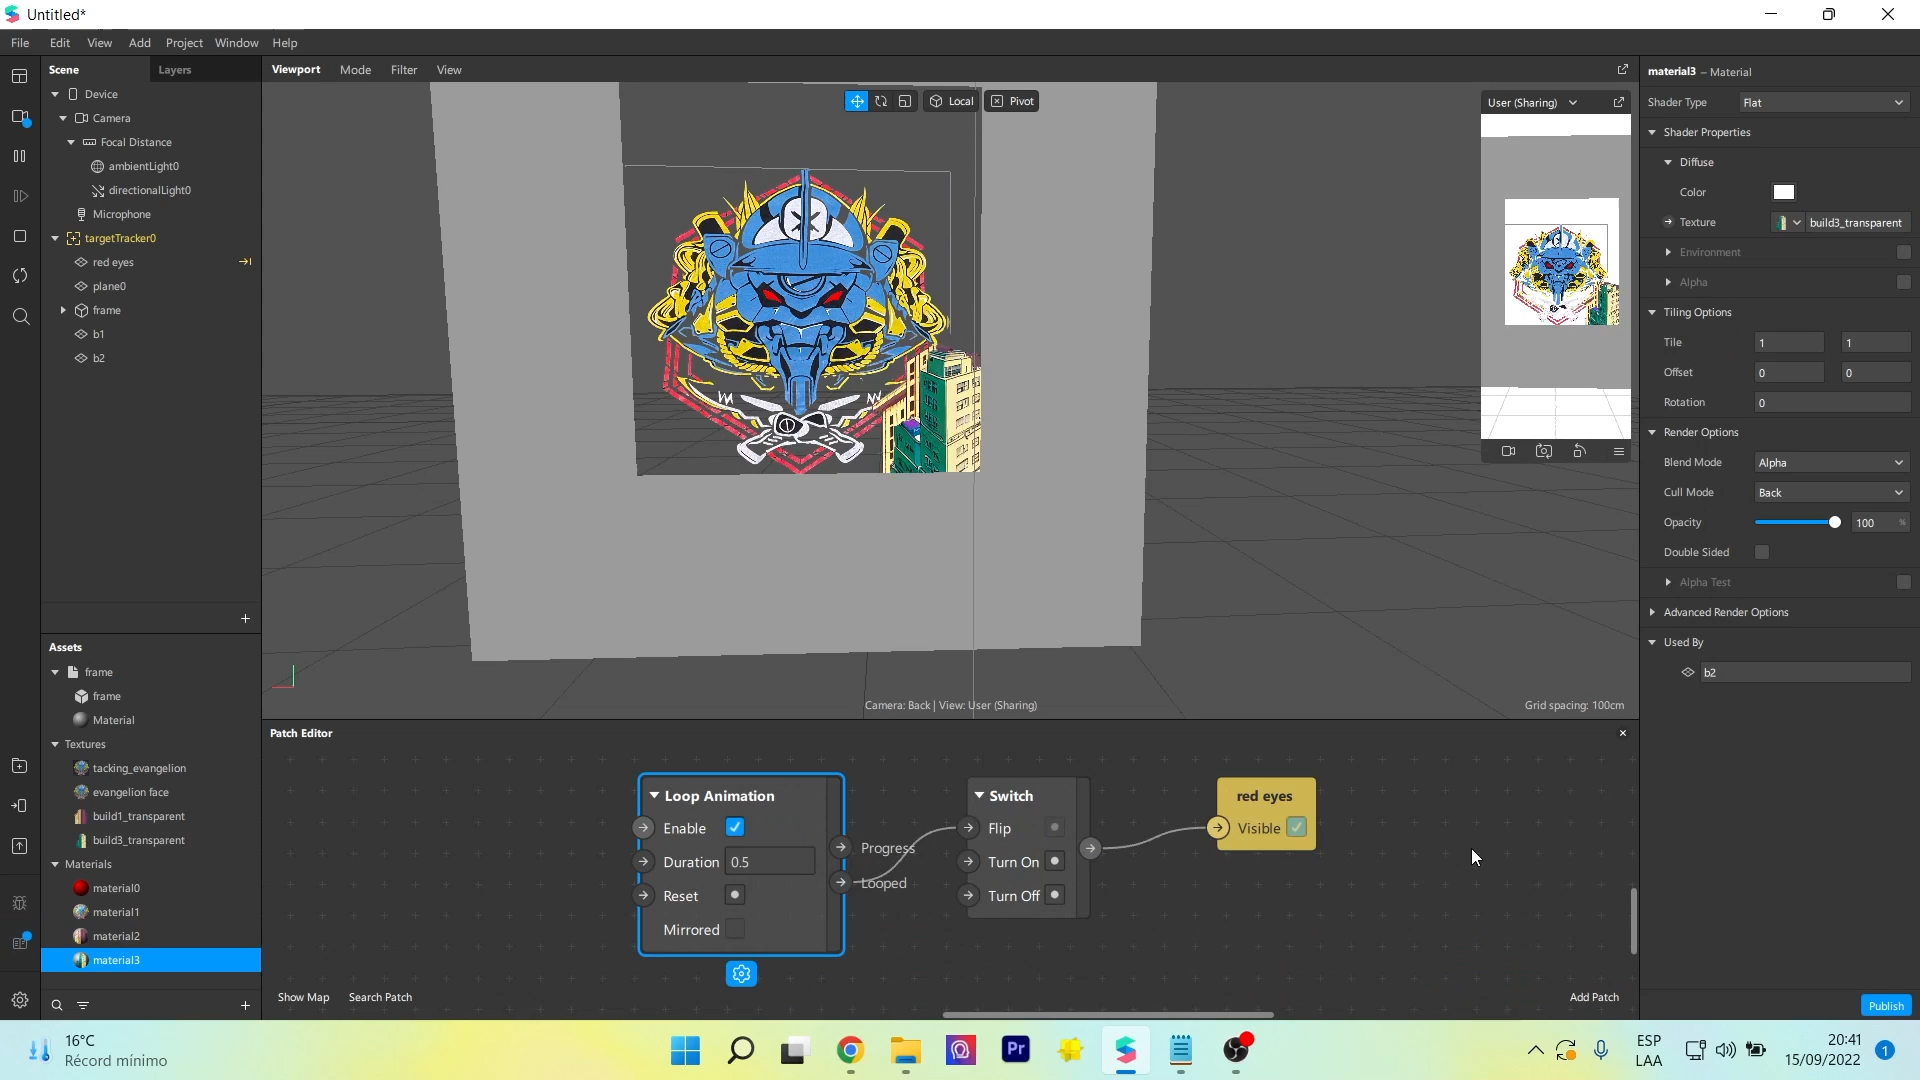 Untitled*
File Edit View Add Project Window Help
Scene Layers
Device
Camera
Focal Distance
ambientLight0
directionalLight0
Microphone
targetTracker0
red eyes
plane0
frame
b1
b2
Assets
frame
frame
Material
Textures
tacking_evangelion
evangelion face
build1_transparent
build3_transparent
Materials
material0
material1
material2
material3
Viewport Mode Filter View
Local Pivot
User (Sharing)
Camera: Back | View: User (Sharing)
Grid spacing: 100cm
Patch Editor
Loop Animation
Enable
Duration 0.5
Reset
Mirrored
Progress
Looped
Switch
Flip
Turn On
Turn Off
red eyes
Visible
Show Map Search Patch
Add Patch
material3 – Material
Shader Type Flat
Shader Properties
Diffuse
Color
Texture build3_transparent
Environment
Alpha
Tiling Options
Tile 1 1
Offset 0 0
Rotation 0
Render Options
Blend Mode Alpha
Cull Mode Back
Opacity 100 %
Double Sided
Alpha Test
Advanced Render Options
Used By
b2
Publish
16°C
Récord mínimo
Pr
ESP
LAA
20:41
15/09/2022
1